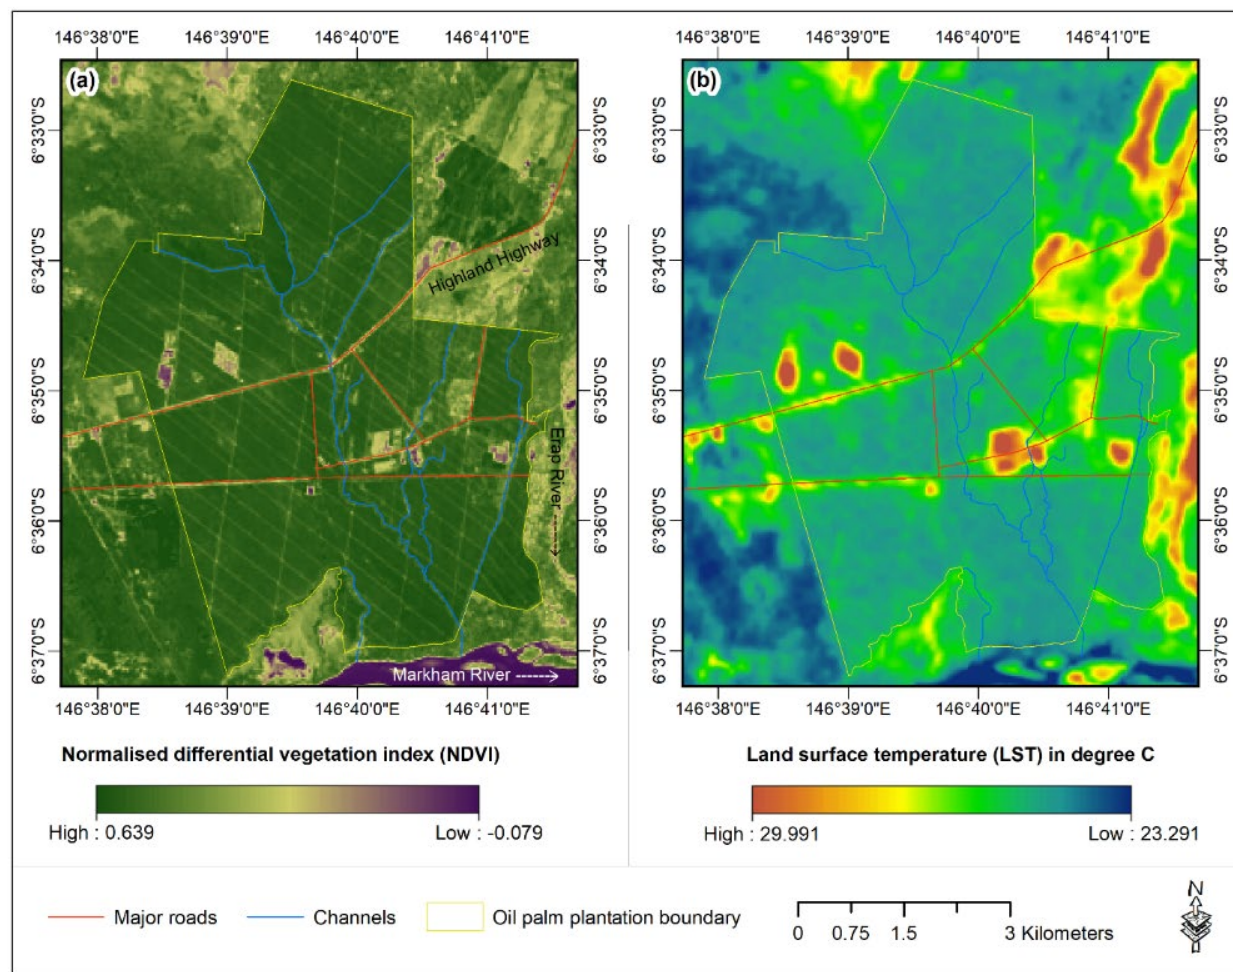 146°38'0"E 146°39'0"E 146°40'0"E 146°41'0"E 146°38'0"E 146°39'0"E 146°40'0"E 146°41'0"E
(a)
(b)
6°33'0"S 6°33'0"S 6°33'0"S 6°33'0"S
Highland Highway
6°34'0"S 6°34'0"S 6°34'0"S 6°34'0"S
6°35'0"S 6°35'0"S 6°35'0"S 6°35'0"S
Erap River
6°36'0"S 6°36'0"S 6°36'0"S 6°36'0"S
6°37'0"S 6°37'0"S 6°37'0"S 6°37'0"S
Markham River
146°38'0"E 146°39'0"E 146°40'0"E 146°41'0"E 146°38'0"E 146°39'0"E 146°40'0"E 146°41'0"E
Normalised differential vegetation index (NDVI)
High : 0.639 Low : -0.079
Land surface temperature (LST) in degree C
High : 29.991 Low : 23.291
Major roads Channels Oil palm plantation boundary
0 0.75 1.5 3 Kilometers
N